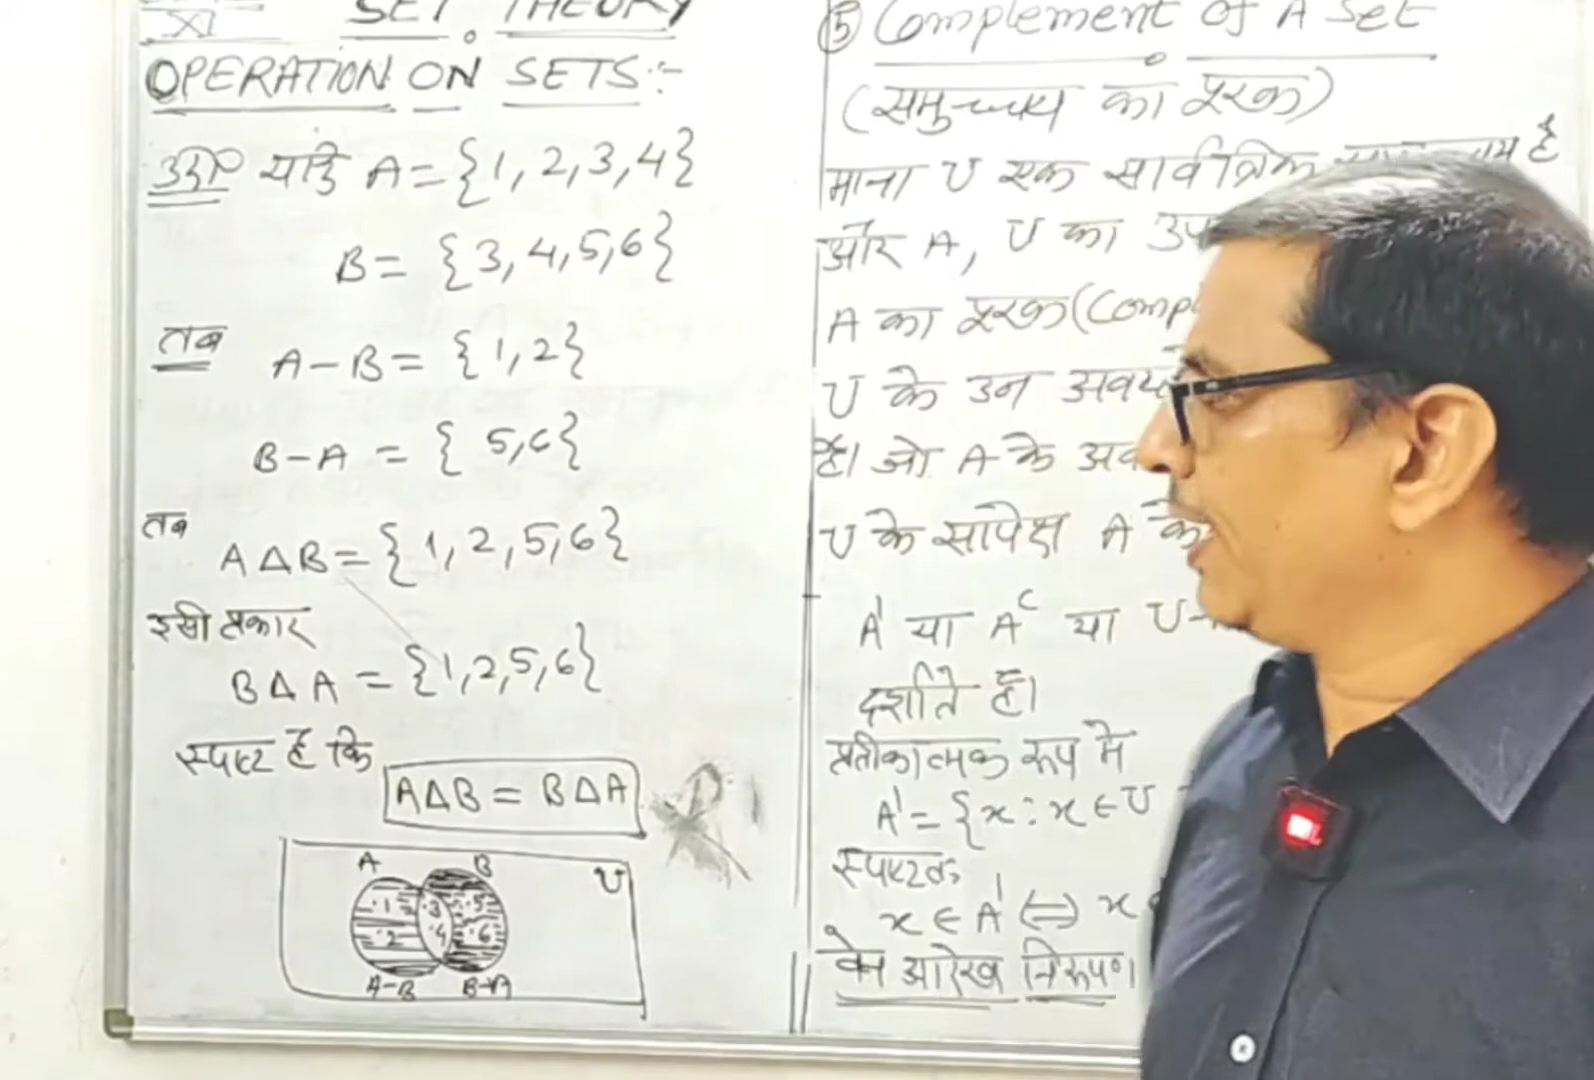 XI SET THEORY
OPERATION ON SETS:-
उदा० यदि A = {1, 2, 3, 4}
B = {3, 4, 5, 6}
तब A - B = {1, 2}
B - A = { 5, 6}
तब A Δ B = {1, 2, 5, 6}
इसी प्रकार
B Δ A = {1, 2, 5, 6}
स्पष्ट है कि
A Δ B = B Δ A
A B U
.1 .3 .5
.2 .4 .6
A-B B-A
⑤ Complement Of A Set
(समुच्चय का पूरक)
माना U एक सार्वत्रिक है
और A, U का
A का पूरक
U के उन
है। जो A के
U के सापेक्ष A के
A' या A^c या U-
दर्शाते हैं।
प्रतीकात्मक रूप में
A' = {x : x ∈ U
स्पष्टतः
x ∈ A' ⇔ x
वेन आरेख निरूपण